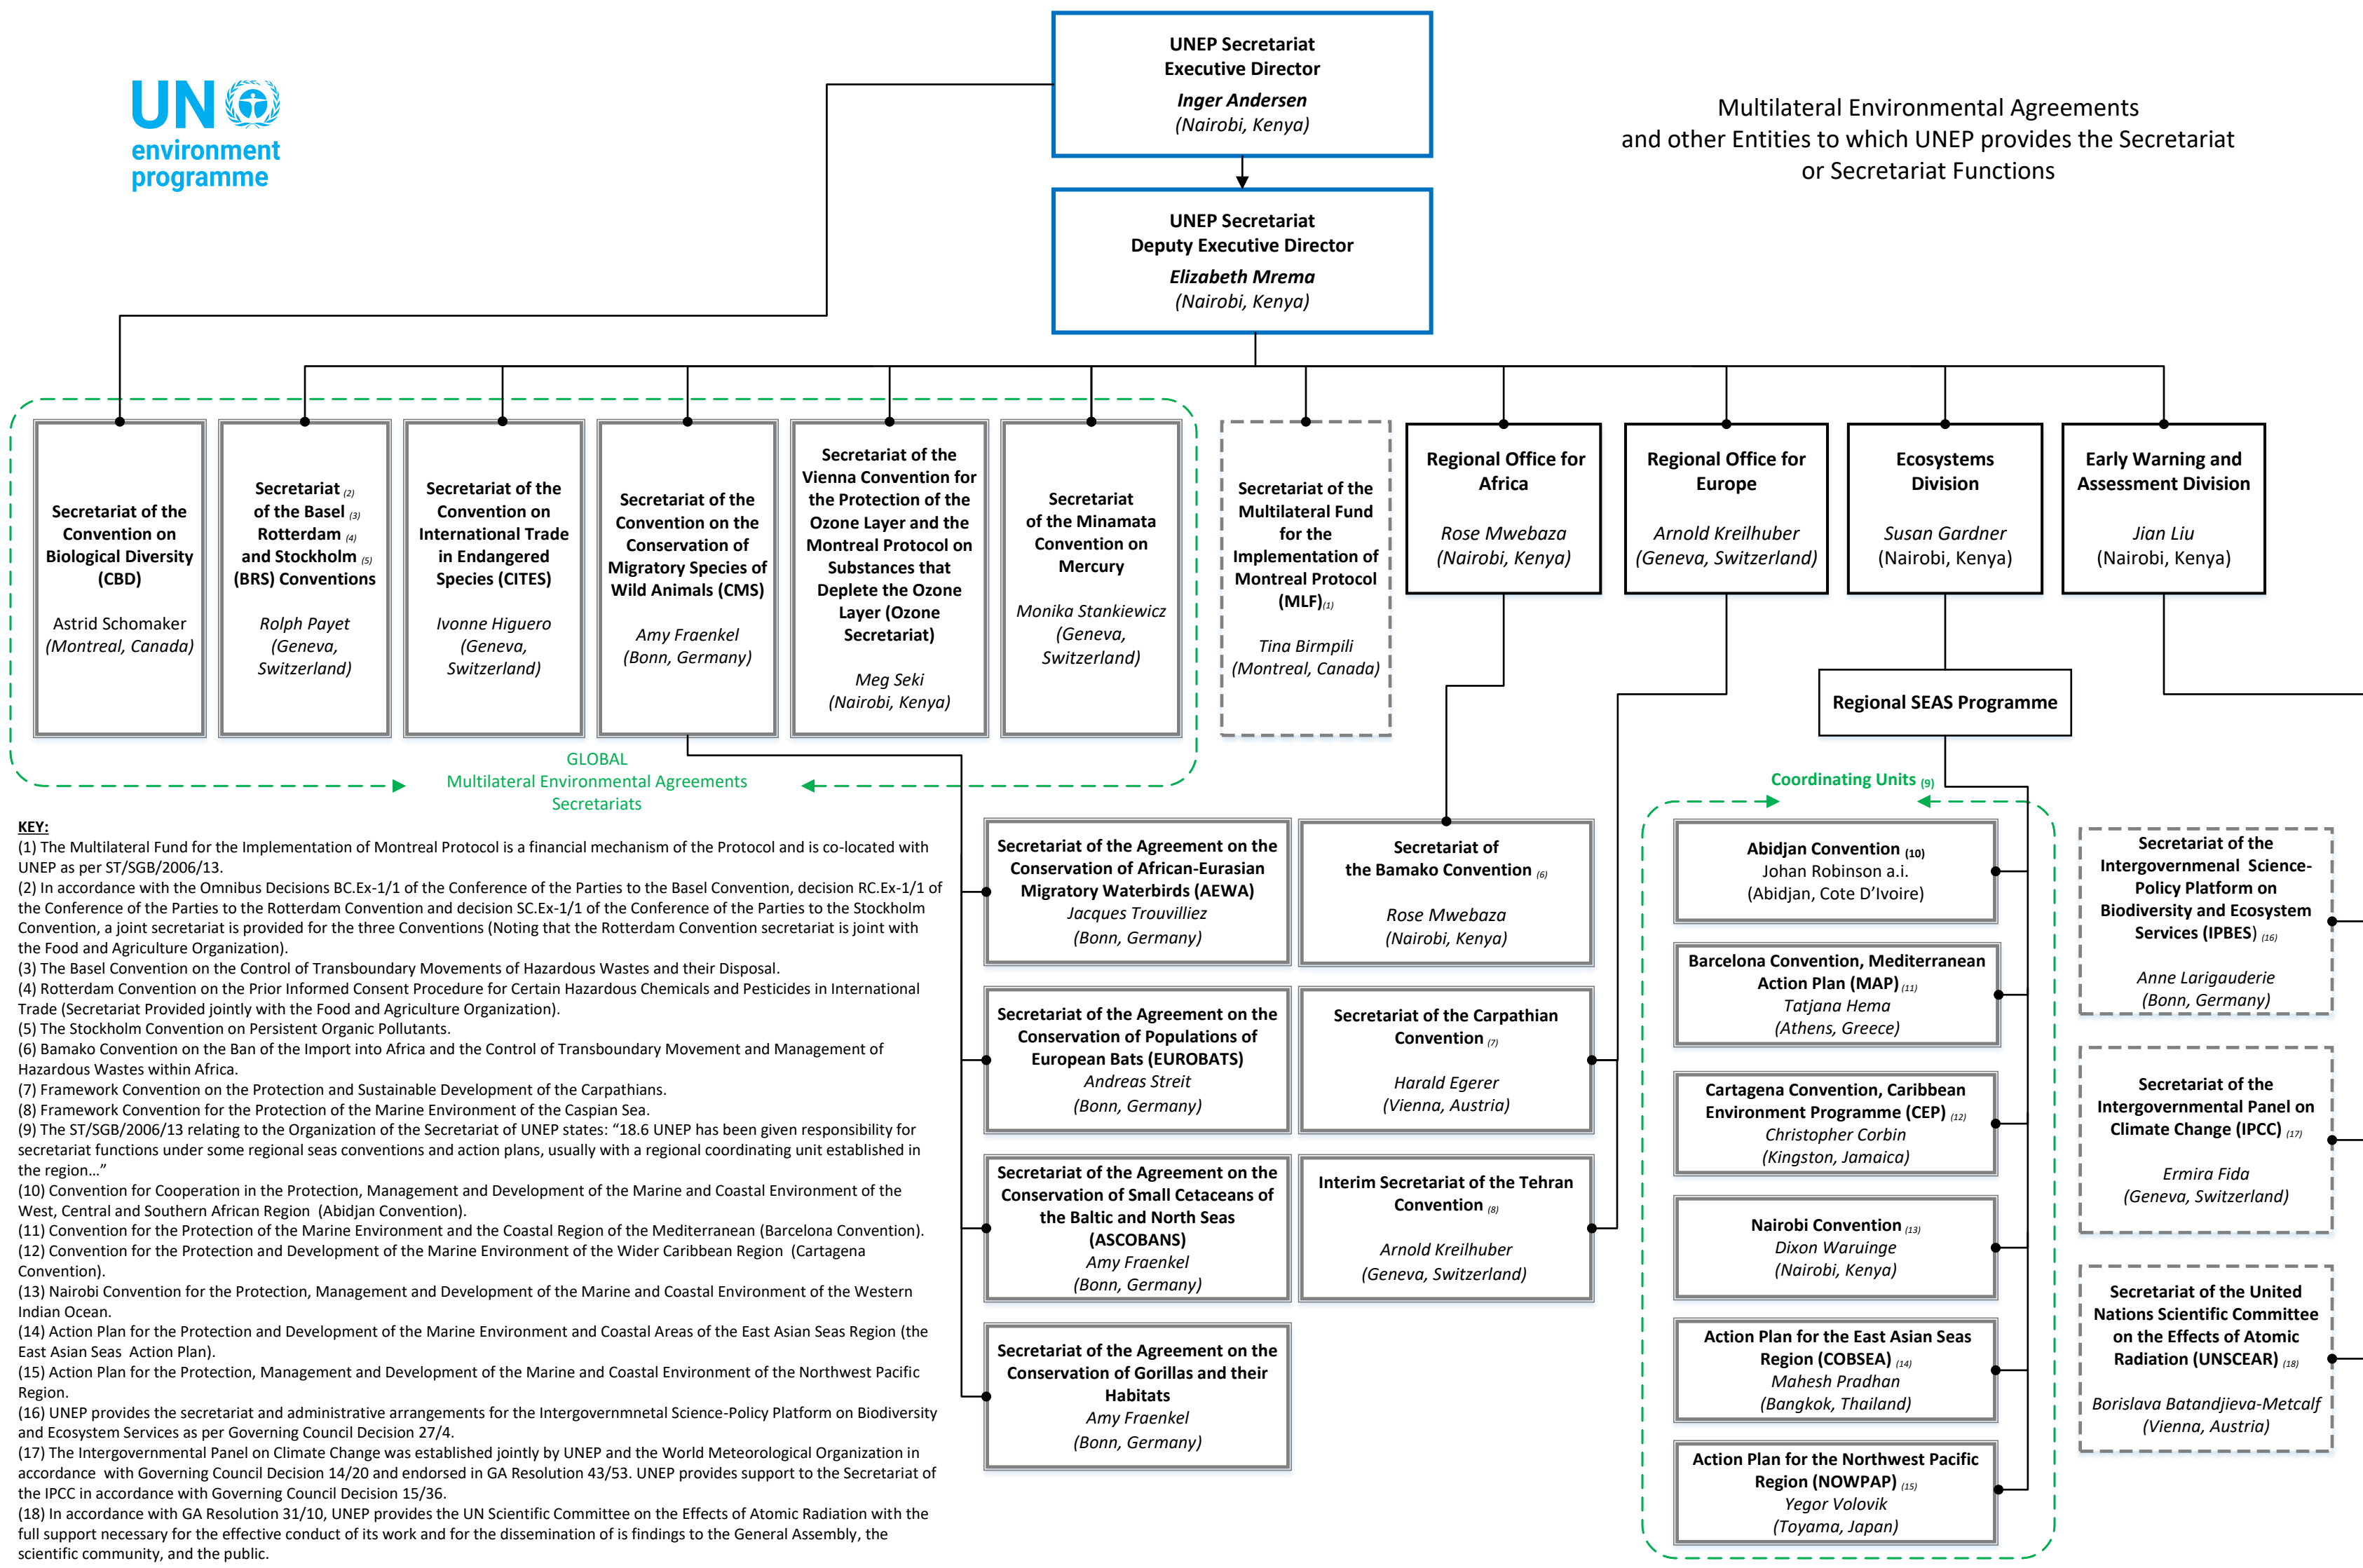 UN
environment
programme
UNEP Secretariat
Executive Director
Inger Andersen
(Nairobi, Kenya)
Multilateral Environmental Agreements
and other Entities to which UNEP provides the Secretariat
or Secretariat Functions
UNEP Secretariat
Deputy Executive Director
Elizabeth Mrema
(Nairobi, Kenya)
Secretariat of the
Convention on
Biological Diversity
(CBD)
Astrid Schomaker
(Montreal, Canada)
Secretariat (2)
of the Basel (3)
Rotterdam (4)
and Stockholm (5)
(BRS) Conventions
Rolph Payet
(Geneva,
Switzerland)
Secretariat of the
Convention on
International Trade
in Endangered
Species (CITES)
Ivonne Higuero
(Geneva,
Switzerland)
Secretariat of the
Convention on the
Conservation of
Migratory Species of
Wild Animals (CMS)
Amy Fraenkel
(Bonn, Germany)
Secretariat of the
Vienna Convention for
the Protection of the
Ozone Layer and the
Montreal Protocol on
Substances that
Deplete the Ozone
Layer (Ozone
Secretariat)
Meg Seki
(Nairobi, Kenya)
Secretariat
of the Minamata
Convention on
Mercury
Monika Stankiewicz
(Geneva,
Switzerland)
Secretariat of the
Multilateral Fund
for the
Implementation of
Montreal Protocol
(MLF)(1)
Tina Birmpili
(Montreal, Canada)
Regional Office for
Africa
Rose Mwebaza
(Nairobi, Kenya)
Regional Office for
Europe
Arnold Kreilhuber
(Geneva, Switzerland)
Ecosystems
Division
Susan Gardner
(Nairobi, Kenya)
Early Warning and
Assessment Division
Jian Liu
(Nairobi, Kenya)
Regional SEAS Programme
GLOBAL
Multilateral Environmental Agreements
Secretariats
Coordinating Units (9)
KEY:
(1) The Multilateral Fund for the Implementation of Montreal Protocol is a financial mechanism of the Protocol and is co-located with
UNEP as per ST/SGB/2006/13.
(2) In accordance with the Omnibus Decisions BC.Ex-1/1 of the Conference of the Parties to the Basel Convention, decision RC.Ex-1/1 of
the Conference of the Parties to the Rotterdam Convention and decision SC.Ex-1/1 of the Conference of the Parties to the Stockholm
Convention, a joint secretariat is provided for the three Conventions (Noting that the Rotterdam Convention secretariat is joint with
the Food and Agriculture Organization).
(3) The Basel Convention on the Control of Transboundary Movements of Hazardous Wastes and their Disposal.
(4) Rotterdam Convention on the Prior Informed Consent Procedure for Certain Hazardous Chemicals and Pesticides in International
Trade (Secretariat Provided jointly with the Food and Agriculture Organization).
(5) The Stockholm Convention on Persistent Organic Pollutants.
(6) Bamako Convention on the Ban of the Import into Africa and the Control of Transboundary Movement and Management of
Hazardous Wastes within Africa.
(7) Framework Convention on the Protection and Sustainable Development of the Carpathians.
(8) Framework Convention for the Protection of the Marine Environment of the Caspian Sea.
(9) The ST/SGB/2006/13 relating to the Organization of the Secretariat of UNEP states: “18.6 UNEP has been given responsibility for
secretariat functions under some regional seas conventions and action plans, usually with a regional coordinating unit established in
the region…”
(10) Convention for Cooperation in the Protection, Management and Development of the Marine and Coastal Environment of the
West, Central and Southern African Region (Abidjan Convention).
(11) Convention for the Protection of the Marine Environment and the Coastal Region of the Mediterranean (Barcelona Convention).
(12) Convention for the Protection and Development of the Marine Environment of the Wider Caribbean Region (Cartagena
Convention).
(13) Nairobi Convention for the Protection, Management and Development of the Marine and Coastal Environment of the Western
Indian Ocean.
(14) Action Plan for the Protection and Development of the Marine Environment and Coastal Areas of the East Asian Seas Region (the
East Asian Seas Action Plan).
(15) Action Plan for the Protection, Management and Development of the Marine and Coastal Environment of the Northwest Pacific
Region.
(16) UNEP provides the secretariat and administrative arrangements for the Intergovernmnetal Science-Policy Platform on Biodiversity
and Ecosystem Services as per Governing Council Decision 27/4.
(17) The Intergovernmental Panel on Climate Change was established jointly by UNEP and the World Meteorological Organization in
accordance with Governing Council Decision 14/20 and endorsed in GA Resolution 43/53. UNEP provides support to the Secretariat of
the IPCC in accordance with Governing Council Decision 15/36.
(18) In accordance with GA Resolution 31/10, UNEP provides the UN Scientific Committee on the Effects of Atomic Radiation with the
full support necessary for the effective conduct of its work and for the dissemination of is findings to the General Assembly, the
scientific community, and the public.
Secretariat of the Agreement on the
Conservation of African-Eurasian
Migratory Waterbirds (AEWA)
Jacques Trouvilliez
(Bonn, Germany)
Secretariat of the Agreement on the
Conservation of Populations of
European Bats (EUROBATS)
Andreas Streit
(Bonn, Germany)
Secretariat of the Agreement on the
Conservation of Small Cetaceans of
the Baltic and North Seas
(ASCOBANS)
Amy Fraenkel
(Bonn, Germany)
Secretariat of the Agreement on the
Conservation of Gorillas and their
Habitats
Amy Fraenkel
(Bonn, Germany)
Secretariat of
the Bamako Convention (6)
Rose Mwebaza
(Nairobi, Kenya)
Secretariat of the Carpathian
Convention (7)
Harald Egerer
(Vienna, Austria)
Interim Secretariat of the Tehran
Convention (8)
Arnold Kreilhuber
(Geneva, Switzerland)
Abidjan Convention (10)
Johan Robinson a.i.
(Abidjan, Cote D’Ivoire)
Barcelona Convention, Mediterranean
Action Plan (MAP) (11)
Tatjana Hema
(Athens, Greece)
Cartagena Convention, Caribbean
Environment Programme (CEP) (12)
Christopher Corbin
(Kingston, Jamaica)
Nairobi Convention (13)
Dixon Waruinge
(Nairobi, Kenya)
Action Plan for the East Asian Seas
Region (COBSEA) (14)
Mahesh Pradhan
(Bangkok, Thailand)
Action Plan for the Northwest Pacific
Region (NOWPAP) (15)
Yegor Volovik
(Toyama, Japan)
Secretariat of the
Intergovernmenal Science-
Policy Platform on
Biodiversity and Ecosystem
Services (IPBES) (16)
Anne Larigauderie
(Bonn, Germany)
Secretariat of the
Intergovernmental Panel on
Climate Change (IPCC) (17)
Ermira Fida
(Geneva, Switzerland)
Secretariat of the United
Nations Scientific Committee
on the Effects of Atomic
Radiation (UNSCEAR) (18)
Borislava Batandjieva-Metcalf
(Vienna, Austria)